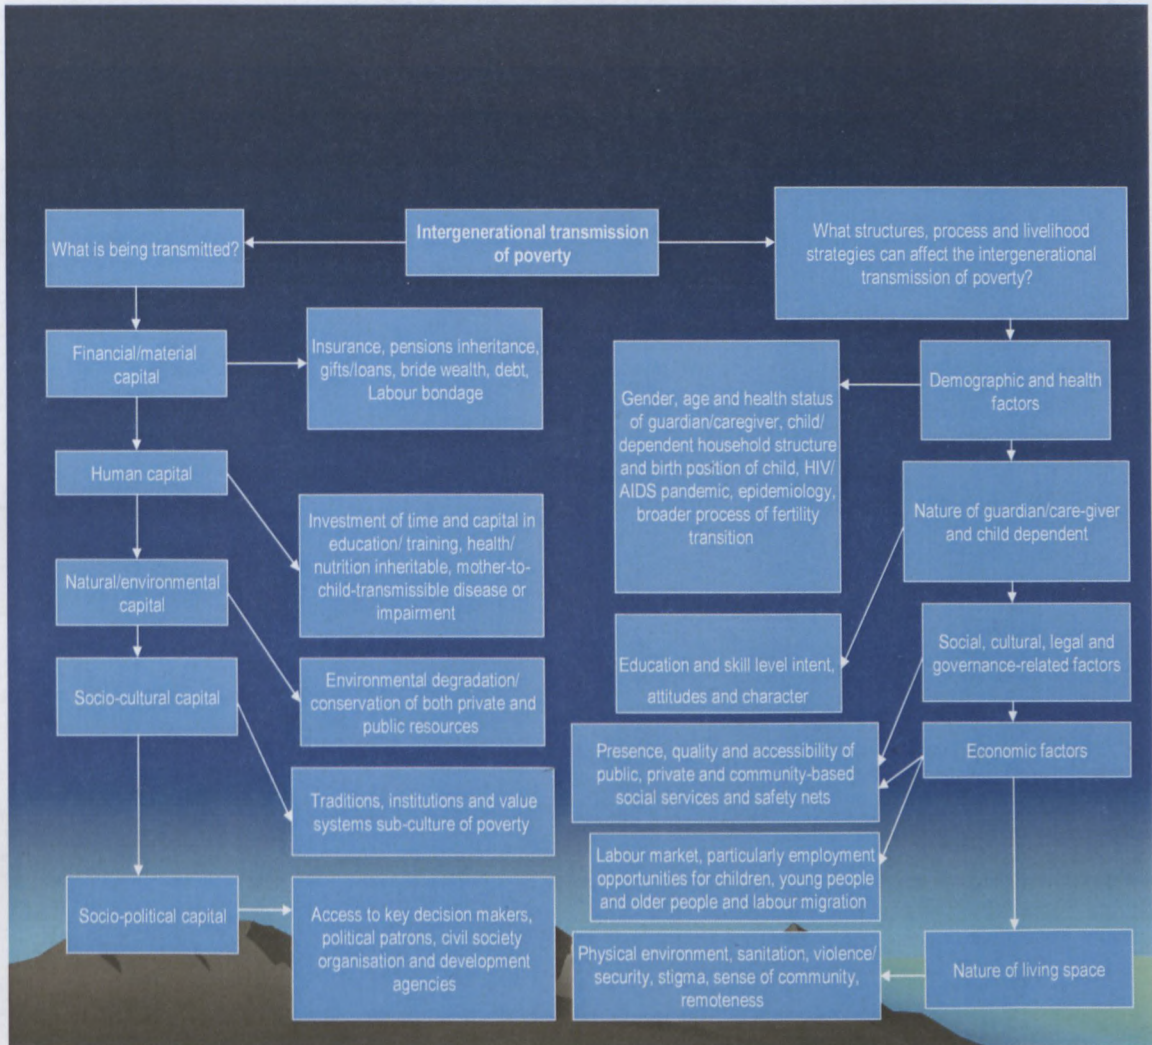 Intergenerational transmission
of poverty
What is being transmitted?
Financial/material
capital
Insurance, pensions inheritance,
gifts/loans, bride wealth, debt,
Labour bondage
Human capital
Investment of time and capital in
education/ training, health/
nutrition inheritable, mother-to-
child-transmissible disease or
impairment
Natural/environmental
capital
Environmental degradation/
conservation of both private and
public resources
Socio-cultural capital
Traditions, institutions and value
systems sub-culture of poverty
Socio-political capital
Access to key decision makers,
political patrons, civil society
organisation and development
agencies
What structures, process and livelihood
strategies can affect the intergenerational
transmission of poverty?
Demographic and health
factors
Gender, age and health status
of guardian/caregiver, child/
dependent household structure
and birth position of child, HIV/
AIDS pandemic, epidemiology,
broader process of fertility
transition
Nature of guardian/care-giver
and child dependent
Education and skill level intent,
attitudes and character
Social, cultural, legal and
governance-related factors
Presence, quality and accessibility of
public, private and community-based
social services and safety nets
Economic factors
Labour market, particularly employment
opportunities for children, young people
and older people and labour migration
Nature of living space
Physical environment, sanitation, violence/
security, stigma, sense of community,
remoteness